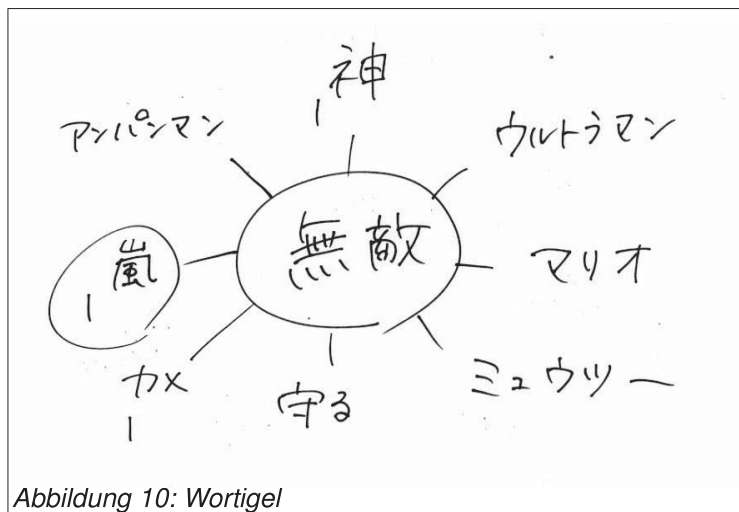 神
アンパンマン
ウルトラマン
無敵
嵐
マリオ
カメ
守る
ミュウツー
Abbildung 10: Wortigel